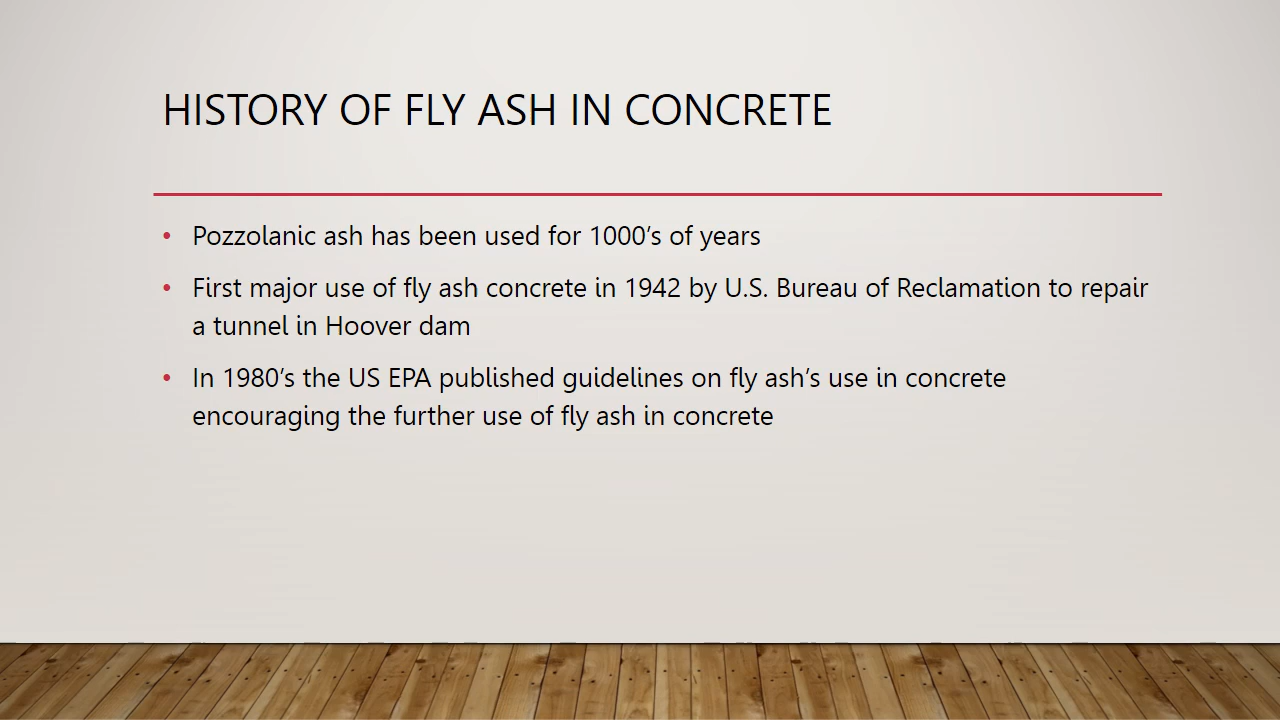 HISTORY OF FLY ASH IN CONCRETE
• Pozzolanic ash has been used for 1000’s of years
• First major use of fly ash concrete in 1942 by U.S. Bureau of Reclamation to repair
a tunnel in Hoover dam
• In 1980’s the US EPA published guidelines on fly ash’s use in concrete
encouraging the further use of fly ash in concrete